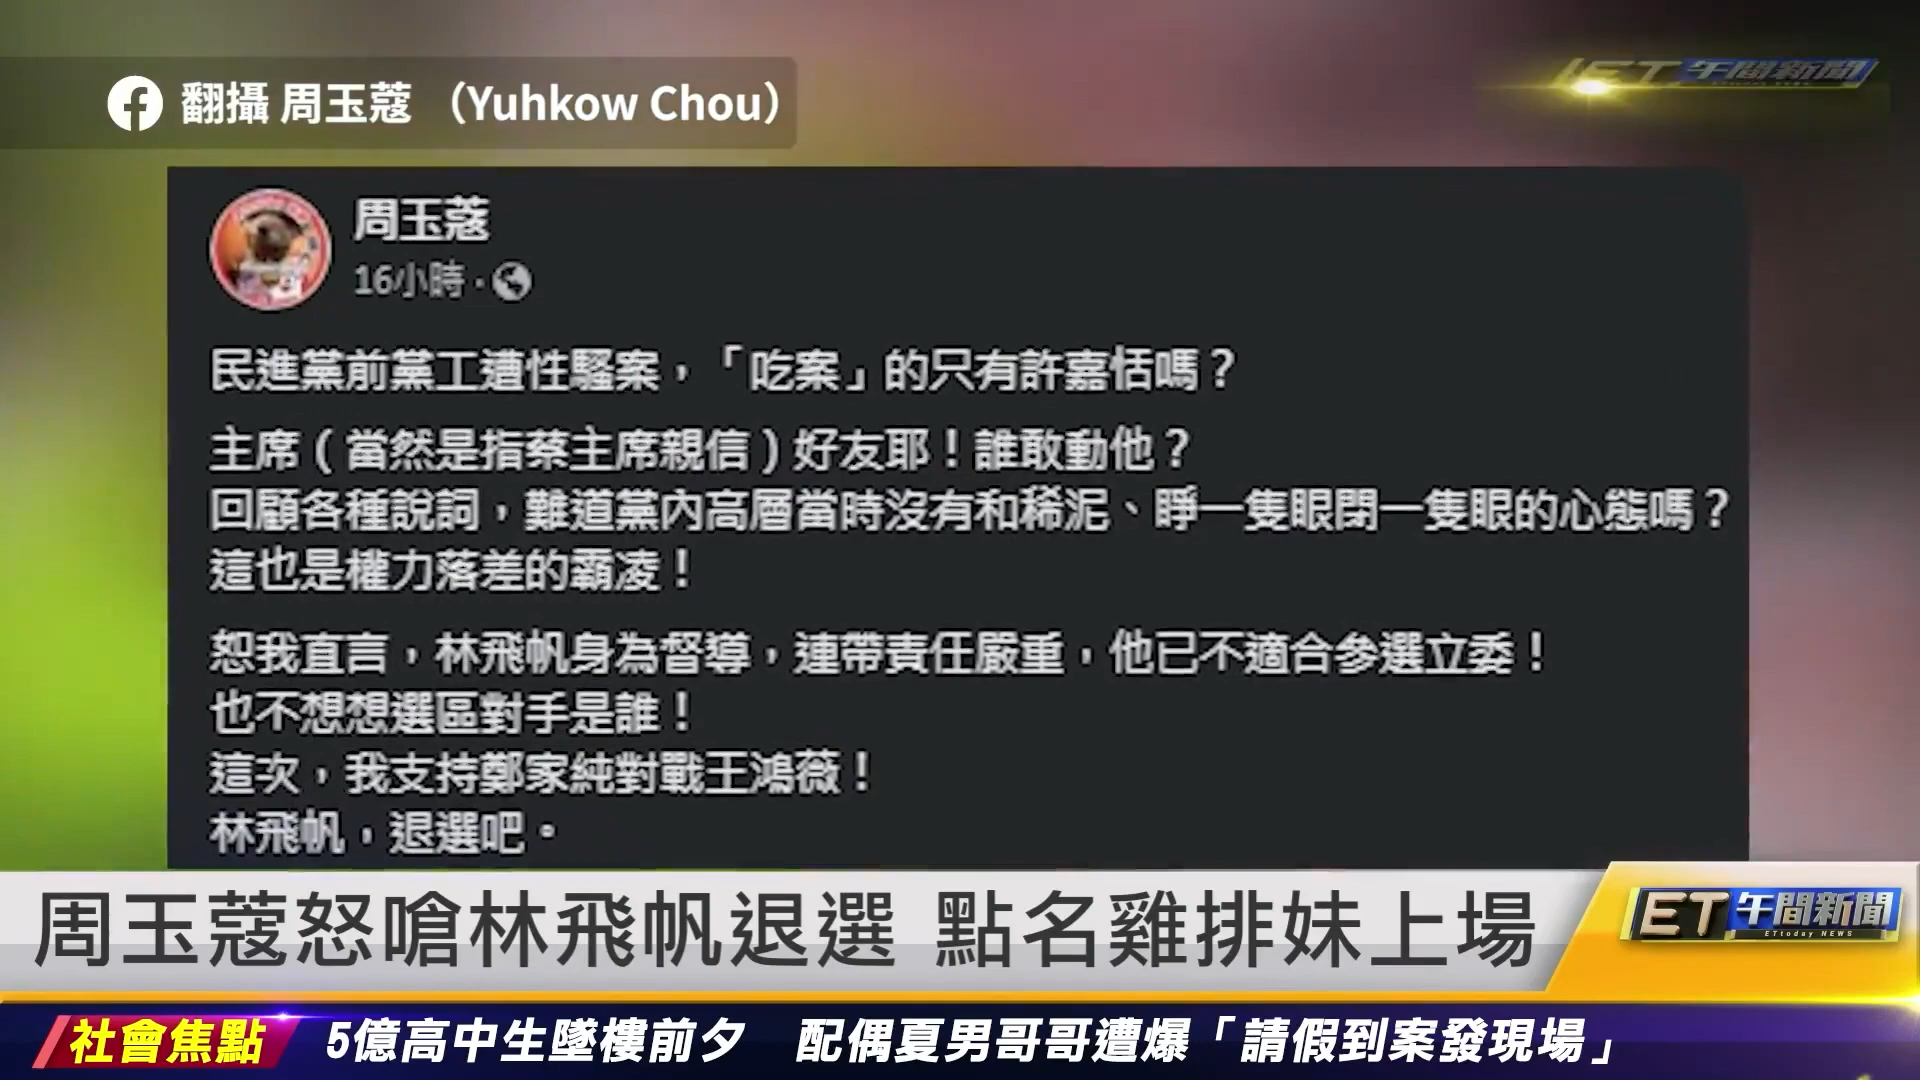 翻攝 周玉蔻 （Yuhkow Chou）
ET午間新聞
周玉蔻
16小時 ·
民進黨前黨工遭性騷案，「吃案」的只有許嘉恬嗎？
主席（當然是指蔡主席親信）好友耶！誰敢動他？
回顧各種說詞，難道黨內高層當時沒有和稀泥、睜一隻眼閉一隻眼的心態嗎？
這也是權力落差的霸凌！
恕我直言，林飛帆身為督導，連帶責任嚴重，他已不適合參選立委！
也不想想選區對手是誰！
這次，我支持鄭家純對戰王鴻薇！
林飛帆，退選吧。
周玉蔻怒嗆林飛帆退選 點名雞排妹上場
ET午間新聞
ETtoday NEWS
社會焦點 5億高中生墜樓前夕 配偶夏男哥哥遭爆「請假到案發現場」